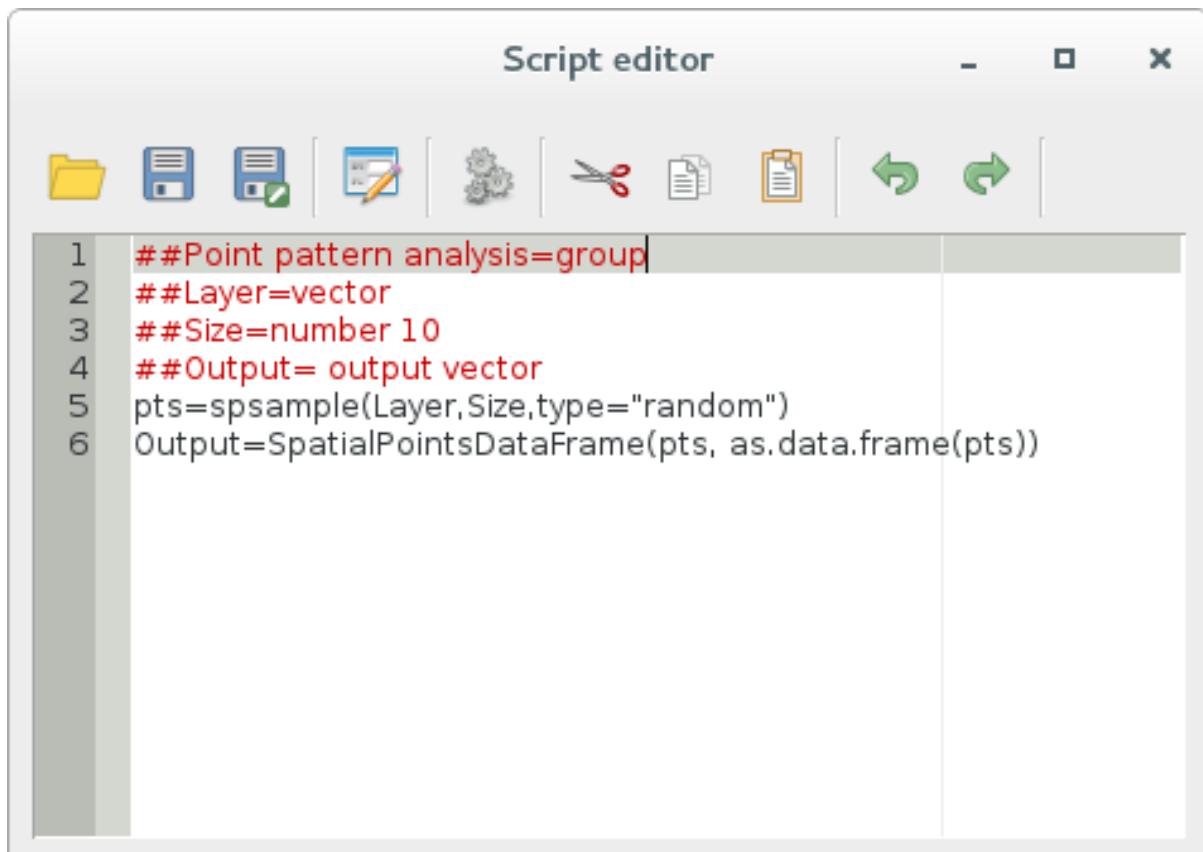 Script editor
1 ##Point pattern analysis=group
2 ##Layer=vector
3 ##Size=number 10
4 ##Output= output vector
5 pts=spsample(Layer,Size,type="random")
6 Output=SpatialPointsDataFrame(pts, as.data.frame(pts))